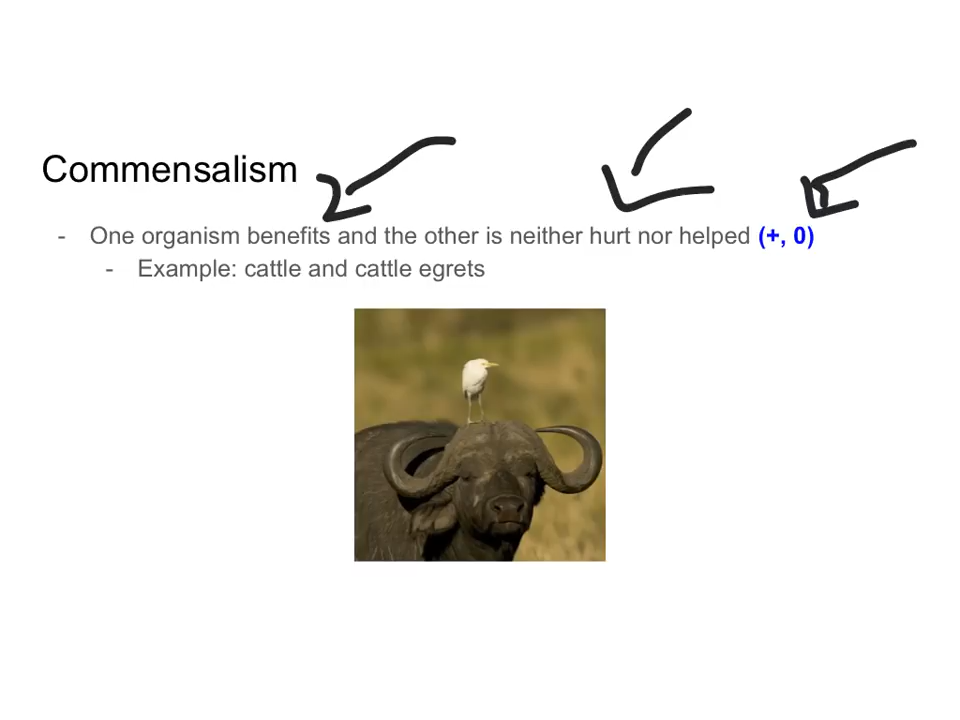 Commensalism
- One organism benefits and the other is neither hurt nor helped (+, 0)
- Example: cattle and cattle egrets